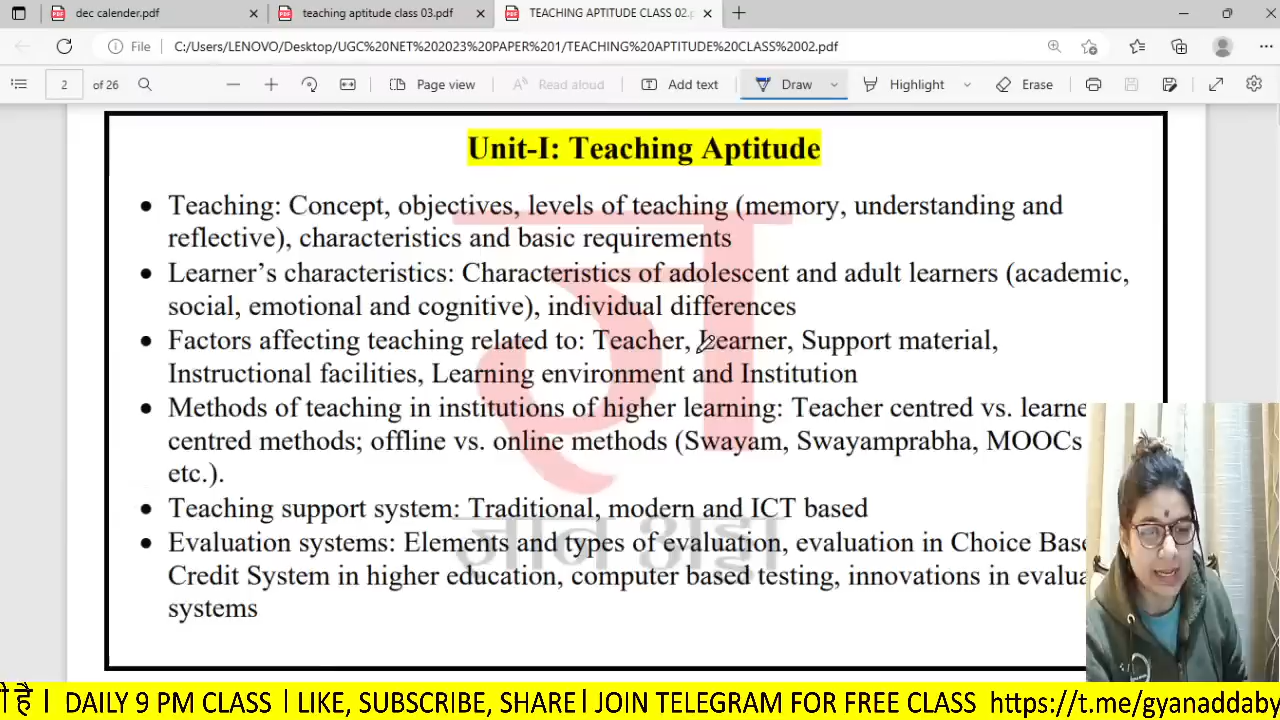 dec calender.pdf
teaching aptitude class 03.pdf
TEACHING APTITUDE CLASS 02.p
File
C:/Users/LENOVO/Desktop/UGC%20NET%202023%20PAPER%201/TEACHING%20APTITUDE%20CLASS%2002.pdf
2 of 26
Page view
Read aloud
Add text
Draw
Highlight
Erase
Unit-I: Teaching Aptitude
• Teaching: Concept, objectives, levels of teaching (memory, understanding and
reflective), characteristics and basic requirements
• Learner's characteristics: Characteristics of adolescent and adult learners (academic,
social, emotional and cognitive), individual differences
• Factors affecting teaching related to: Teacher, Learner, Support material,
Instructional facilities, Learning environment and Institution
• Methods of teaching in institutions of higher learning: Teacher centred vs. learne
centred methods; offline vs. online methods (Swayam, Swayamprabha, MOOCs
etc.).
• Teaching support system: Traditional, modern and ICT based
• Evaluation systems: Elements and types of evaluation, evaluation in Choice Base
Credit System in higher education, computer based testing, innovations in evalua
systems
ज्ञ
ज्ञान अड्डा
है । DAILY 9 PM CLASS । LIKE, SUBSCRIBE, SHARE। JOIN TELEGRAM FOR FREE CLASS https://t.me/gyanaddaby